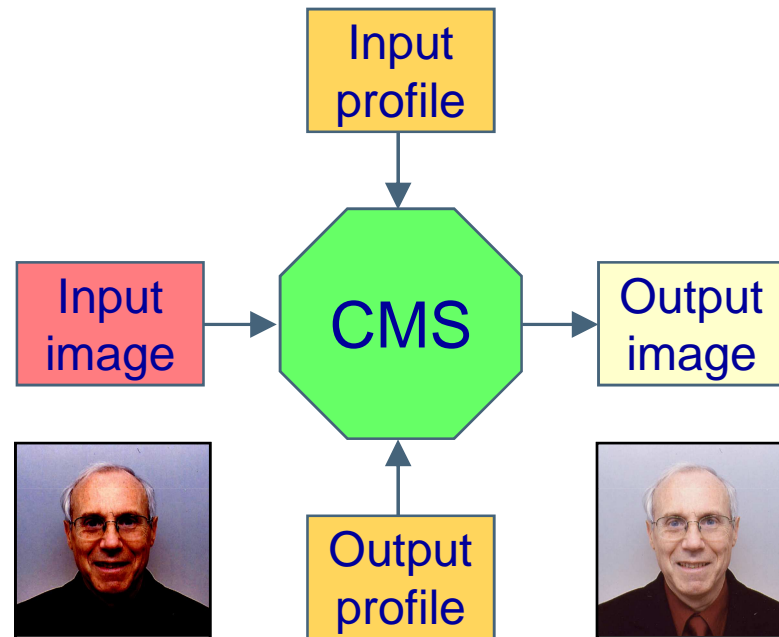 Input
profile
Input
image
CMS
Output
image
Output
profile